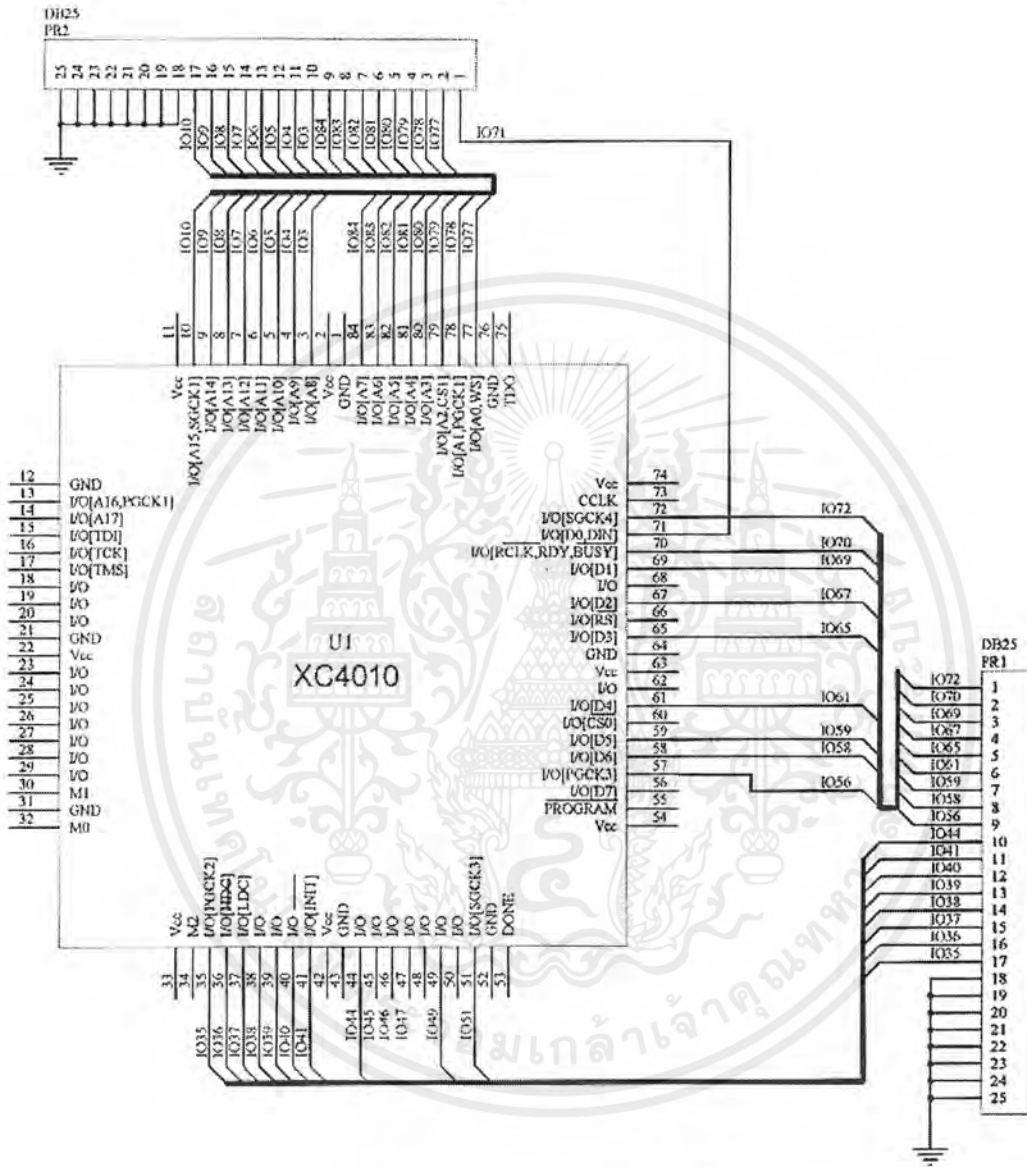 DB25
PR2
25 24 23 22 21 20 19 18 17 16 15 14 13 12 11 10 9 8 7 6 5 4 3 2 1
IO10 IO9 IO8 IO7 IO6 IO5 IO4 IO3 IO84 IO83 IO82 IO81 IO80 IO79 IO78 IO77
IO71
IO10 IO9 IO8 IO7 IO6 IO5 IO4 IO3 IO84 IO83 IO82 IO81 IO80 IO79 IO78 IO77
11 10 9 8 7 6 5 4 3 2 1 84 83 82 81 80 79 78 77 76 75
Vcc
I/O[A15,SGCK1]
I/O[A14]
I/O[A13]
I/O[A12]
I/O[A11]
I/O[A10]
I/O[A9]
I/O[A8]
Vcc
GND
I/O[A7]
I/O[A6]
I/O[A5]
I/O[A4]
I/O[A3]
I/O[A2,CS1]
I/O[A1,PGCK1]
I/O[A0,WS]
GND
TDO
12 GND
13 I/O[A16,PGCK1]
14 I/O[A17]
15 I/O[TDI]
16 I/O[TCK]
17 I/O[TMS]
18 I/O
19 I/O
20 I/O
21 GND
22 Vcc
23 I/O
24 I/O
25 I/O
26 I/O
27 I/O
28 I/O
29 I/O
30 M1
31 GND
32 M0
U1
XC4010
Vcc 74
CCLK 73
I/O[SGCK4] 72 IO72
I/O[D0,DIN] 71
I/O[RCLK,RDY,BUSY] 70 IO70
I/O[D1] 69 IO69
I/O 68
I/O[D2] 67 IO67
I/O[RS] 66
I/O[D3] 65 IO65
GND 64
Vcc 63
I/O 62
I/O[D4] 61 IO61
I/O[CS0] 60
I/O[D5] 59 IO59
I/O[D6] 58 IO58
I/O[PGCK3] 57
I/O[D7] 56 IO56
PROGRAM 55
Vcc 54
DB25
PR1
IO72 1
IO70 2
IO69 3
IO67 4
IO65 5
IO61 6
IO59 7
IO58 8
IO56 9
IO44 10
IO41 11
IO40 12
IO39 13
IO38 14
IO37 15
IO36 16
IO35 17
18
19
20
21
22
23
24
25
Vcc
M2
I/O[PGCK2]
I/O[HDC]
I/O[LDC]
I/O
I/O
I/O
I/O[INIT]
Vcc
GND
I/O
I/O
I/O
I/O
I/O
I/O
I/O
I/O[SGCK3]
GND
DONE
33 34 35 36 37 38 39 40 41 42 43 44 45 46 47 48 49 50 51 52 53
IO35 IO36 IO37 IO38 IO39 IO40 IO41 IO44 IO45 IO46 IO47 IO49 IO51